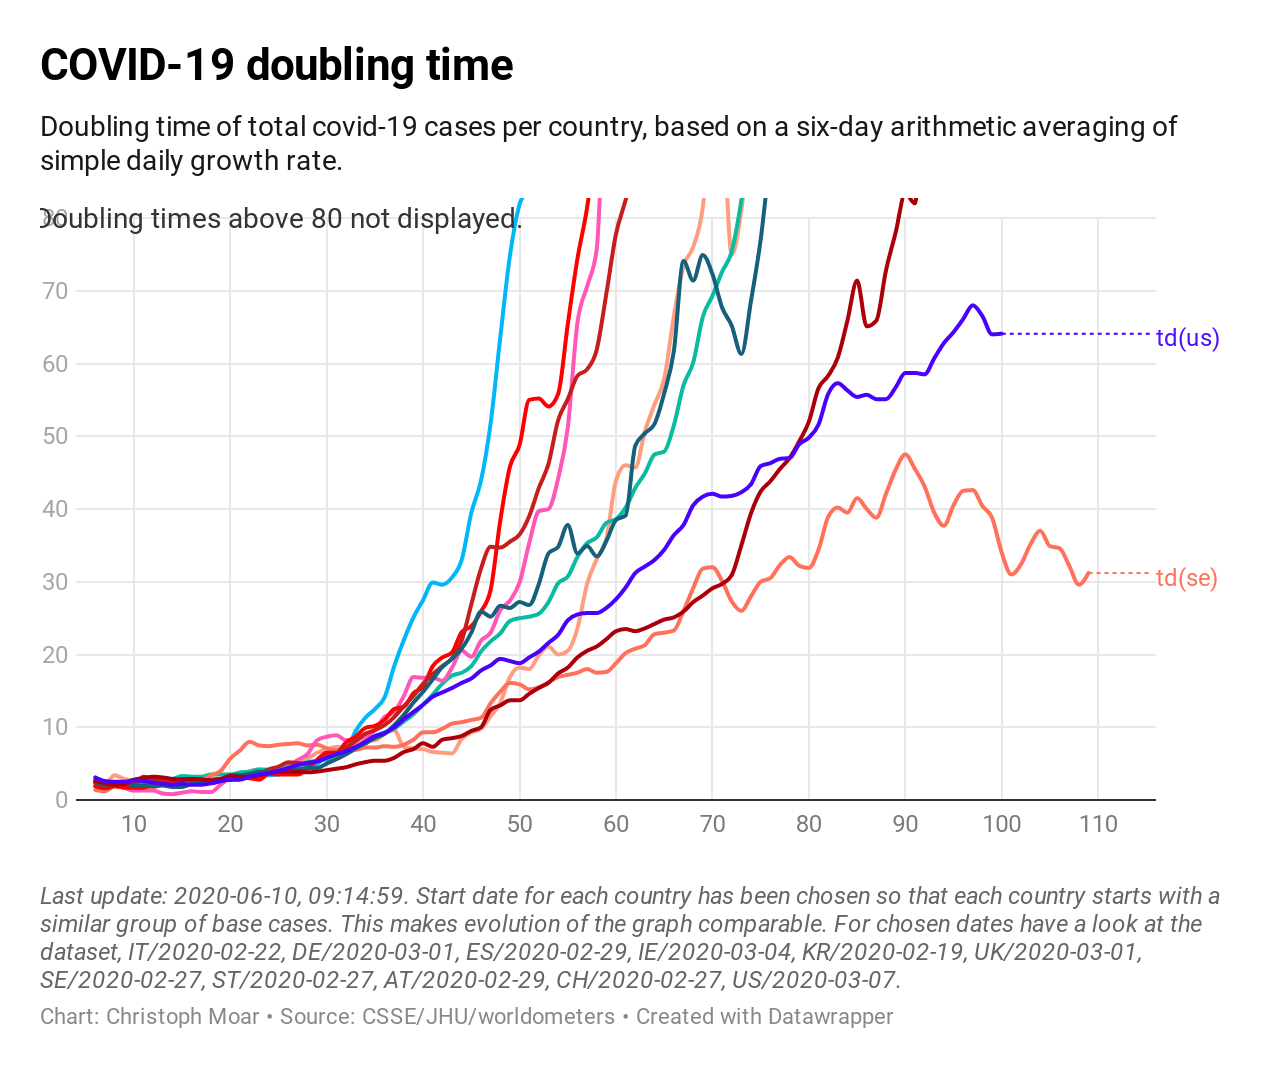 COVID-19 doubling time
Doubling time of total covid-19 cases per country, based on a six-day arithmetic averaging of
simple daily growth rate.
Doubling times above 80 not displayed.
80
70
60
50
40
30
20
10
0
td(us)
td(se)
10 20 30 40 50 60 70 80 90 100 110
Last update: 2020-06-10, 09:14:59. Start date for each country has been chosen so that each country starts with a
similar group of base cases. This makes evolution of the graph comparable. For chosen dates have a look at the
dataset, IT/2020-02-22, DE/2020-03-01, ES/2020-02-29, IE/2020-03-04, KR/2020-02-19, UK/2020-03-01,
SE/2020-02-27, ST/2020-02-27, AT/2020-02-29, CH/2020-02-27, US/2020-03-07.
Chart: Christoph Moar • Source: CSSE/JHU/worldometers • Created with Datawrapper